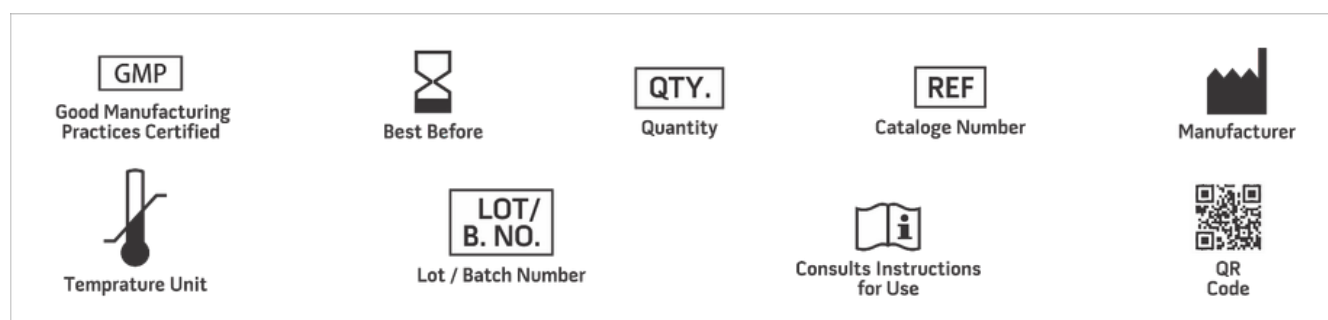 GMP
Good Manufacturing
Practices Certified
Best Before
QTY.
Quantity
REF
Cataloge Number
Manufacturer
Temprature Unit
LOT/
B. NO.
Lot / Batch Number
i
Consults Instructions
for Use
QR
Code